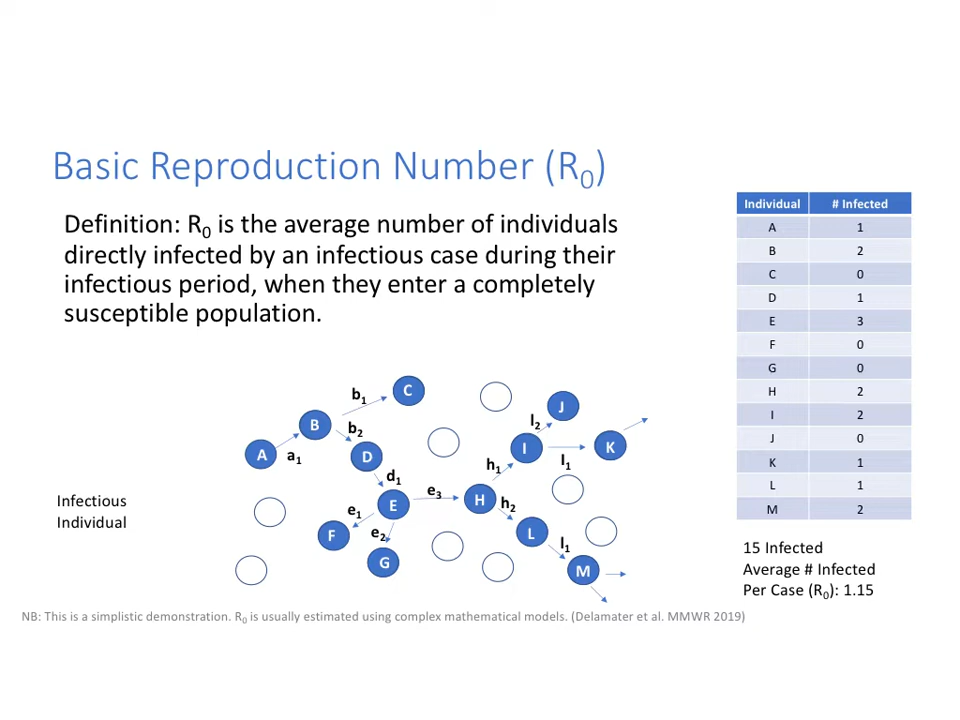 Basic Reproduction Number (R₀)
Definition: R₀ is the average number of individuals
directly infected by an infectious case during their
infectious period, when they enter a completely
susceptible population.
Individual # Infected
A 1
B 2
C 0
D 1
E 3
F 0
G 0
H 2
I 2
J 0
K 1
L 1
M 2
15 Infected
Average # Infected
Per Case (R₀): 1.15
b₁ C
B b₂
A a₁
D
d₁
E e₃ H
e₁
F e₂
G
h₁ h₂
I l₂ J
l₁ K
L l₁
M
Infectious
Individual
NB: This is a simplistic demonstration. R₀ is usually estimated using complex mathematical models. (Delamater et al. MMWR 2019)